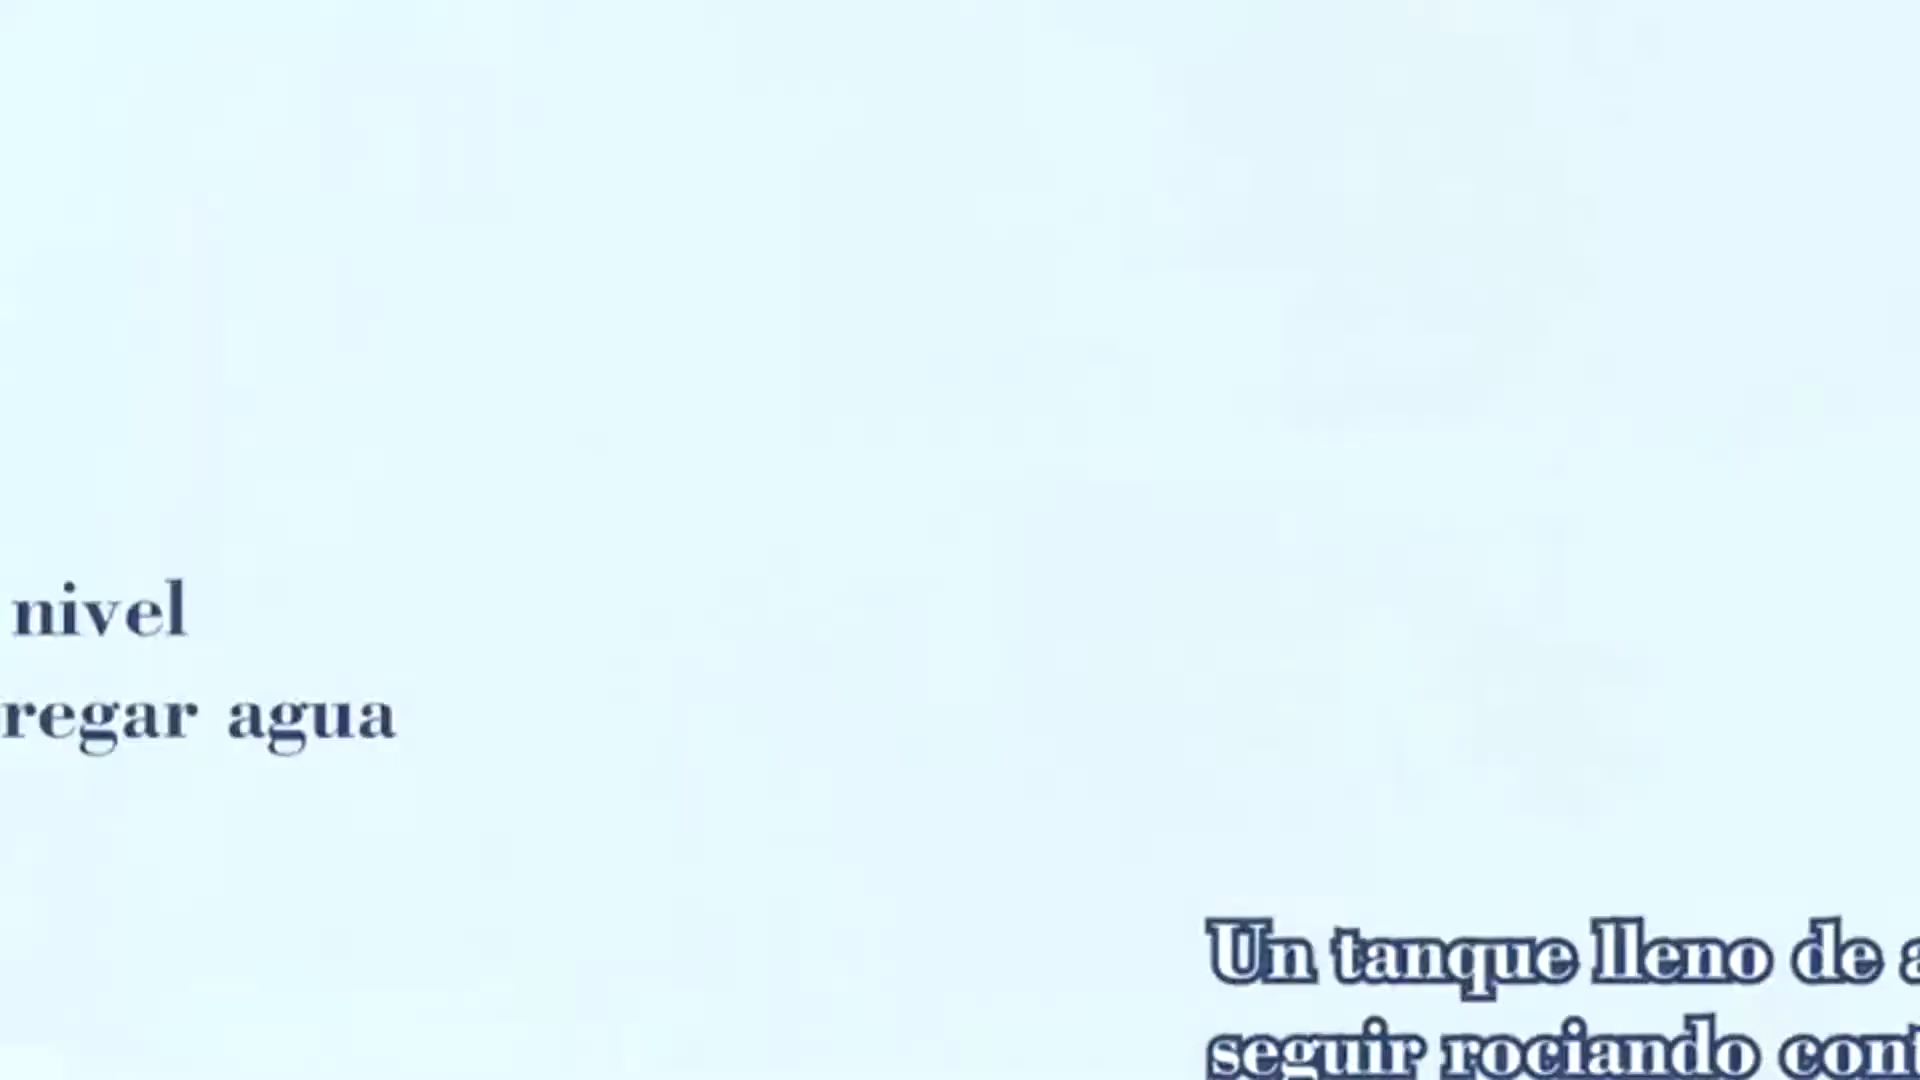 nivel
regar agua
Un tanque lleno de
seguir rociando